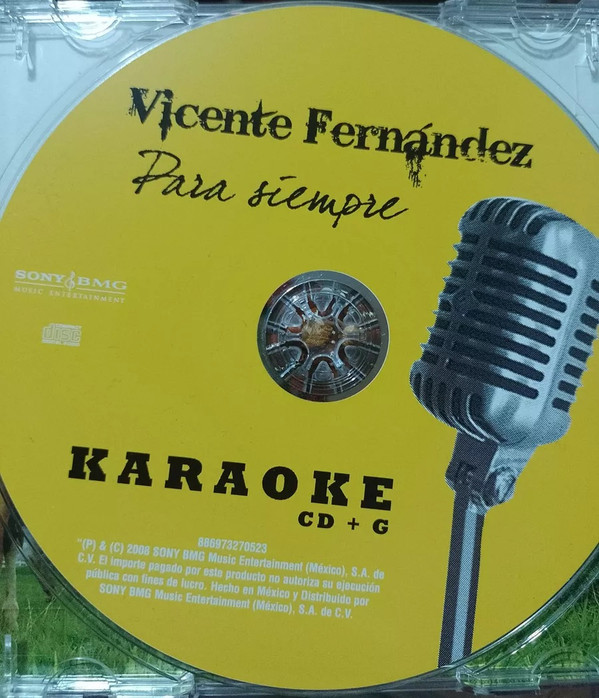 Vicente Fernández
Para siempre
SONY BMG
MUSIC ENTERTAINMENT
disc
KARAOKE
CD + G
886973270523
(P) & (C) 2008 SONY BMG Music Entertainment (México), S.A. de
C.V. El importe pagado por este producto no autoriza su ejecución
pública con fines de lucro. Hecho en México y Distribuido por
SONY BMG Music Entertainment (México), S.A. de C.V.